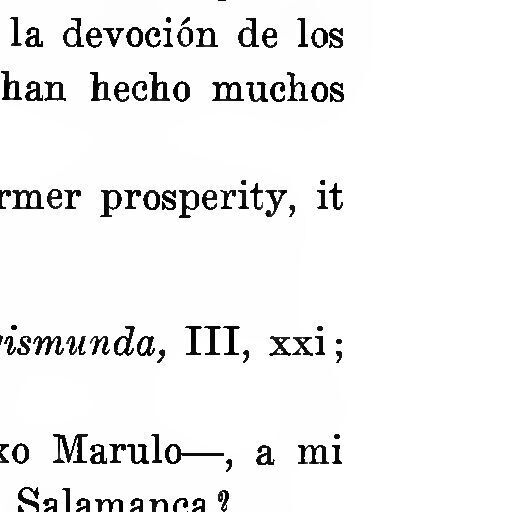 la devoción de los
han hecho muchos
rmer prosperity, it
rismunda, III, xxi;
xo Marulo—, a mi
Salamanca?